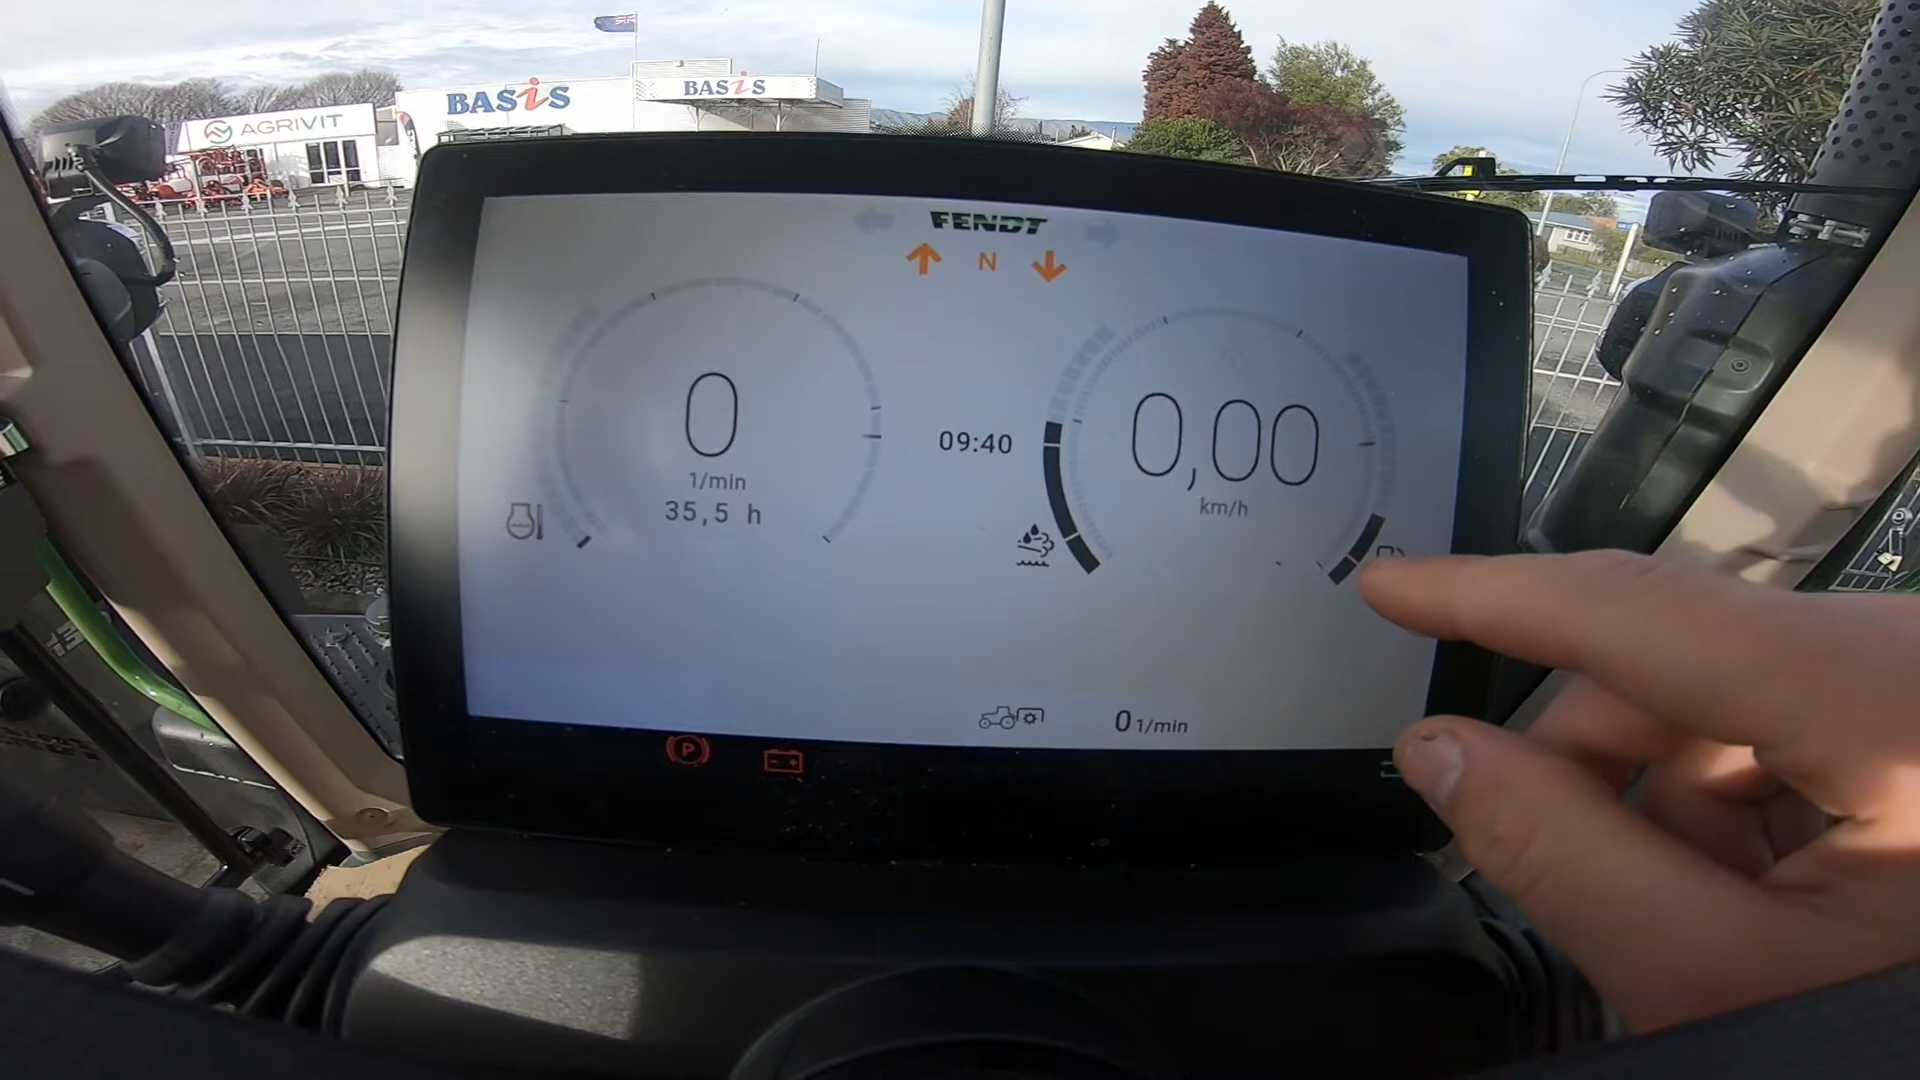 AGRIVIT
BASiS
BASiS
FENDT
N
0
1/min
35,5 h
09:40
0,00
km/h
0 1/min
P